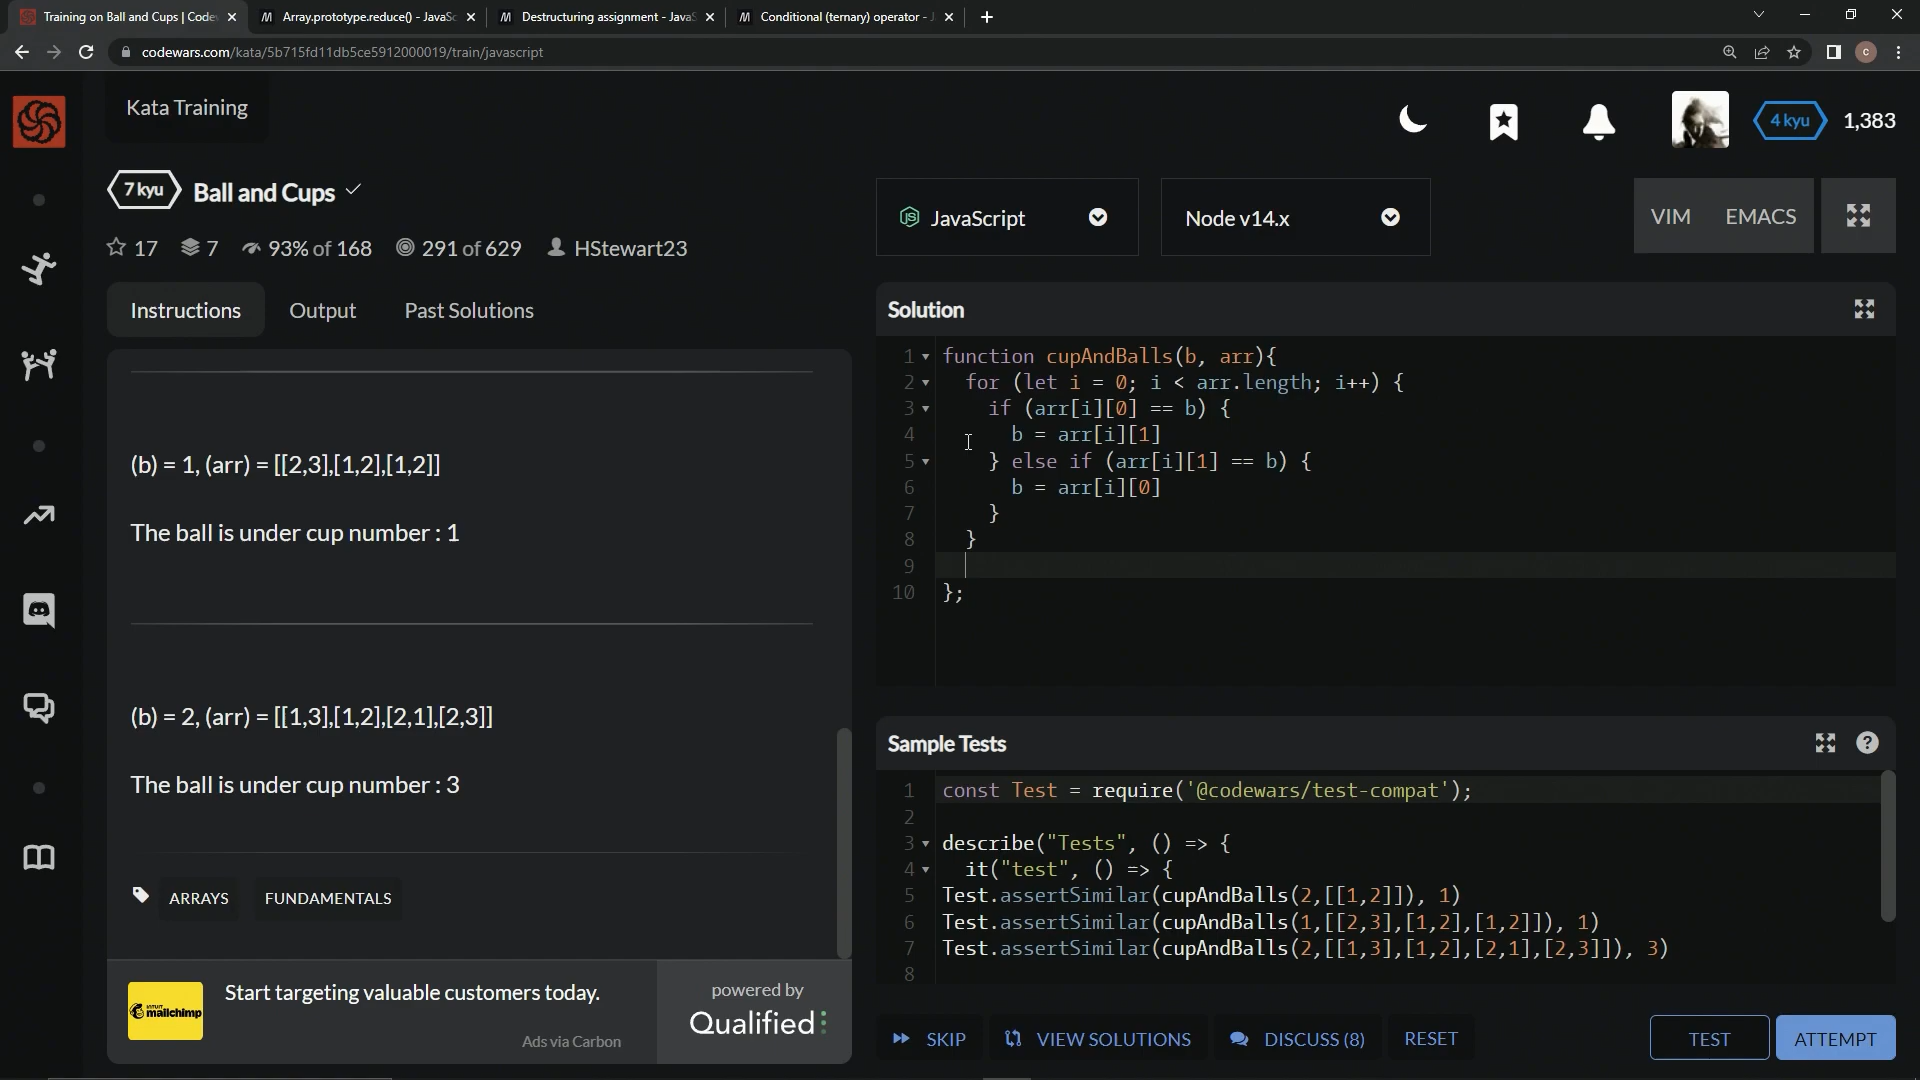 Training on Ball and Cups | Code
Array.prototype.reduce() - JavaSc
Destructuring assignment - JavaS
Conditional (ternary) operator - J
codewars.com/kata/5b715fd11db5ce5912000019/train/javascript
C
Kata Training
4 kyu
1,383
7 kyu
Ball and Cups
17
7
93% of 168
291 of 629
HStewart23
JavaScript
Node v14.x
VIM
EMACS
Instructions
Output
Past Solutions
(b) = 1, (arr) = [[2,3],[1,2],[1,2]]
The ball is under cup number : 1
(b) = 2, (arr) = [[1,3],[1,2],[2,1],[2,3]]
The ball is under cup number : 3
ARRAYS
FUNDAMENTALS
INTUIT
mailchimp
Start targeting valuable customers today.
Ads via Carbon
powered by
Qualified
Solution
1 function cupAndBalls(b, arr){
2 for (let i = 0; i < arr.length; i++) {
3 if (arr[i][0] == b) {
4 b = arr[i][1]
5 } else if (arr[i][1] == b) {
6 b = arr[i][0]
7 }
8 }
9
10 };
Sample Tests
?
1 const Test = require('@codewars/test-compat');
2
3 describe("Tests", () => {
4 it("test", () => {
5 Test.assertSimilar(cupAndBalls(2,[[1,2]]), 1)
6 Test.assertSimilar(cupAndBalls(1,[[2,3],[1,2],[1,2]]), 1)
7 Test.assertSimilar(cupAndBalls(2,[[1,3],[1,2],[2,1],[2,3]]), 3)
8
SKIP
VIEW SOLUTIONS
DISCUSS (8)
RESET
TEST
ATTEMPT